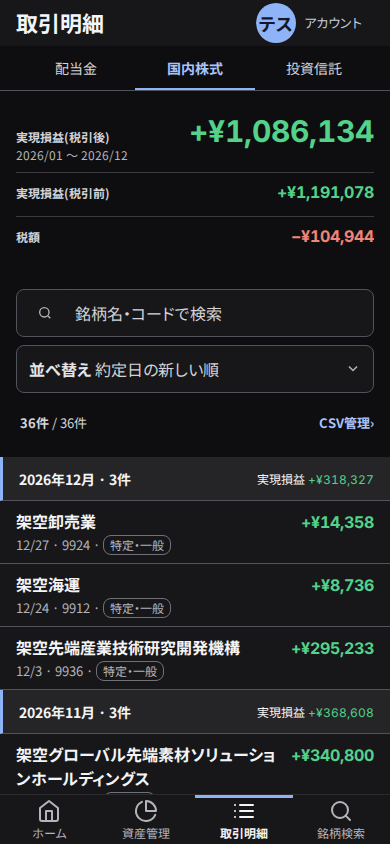 取引明細
テス アカウント
配当金 国内株式 投資信託
実現損益(税引後) +¥1,086,134
2026/01 〜 2026/12
実現損益(税引前) +¥1,191,078
税額 −¥104,944
銘柄名・コードで検索
並べ替え 約定日の新しい順
36件 / 36件 CSV管理›
2026年12月・3件 実現損益 +¥318,327
架空卸売業 +¥14,358
12/27・9924・特定・一般
架空海運 +¥8,736
12/24・9912・特定・一般
架空先端産業技術研究開発機構 +¥295,233
12/3・9936・特定・一般
2026年11月・3件 実現損益 +¥368,608
架空グローバル先端素材ソリューショ +¥340,800
ンホールディングス
ホーム 資産管理 取引明細 銘柄検索